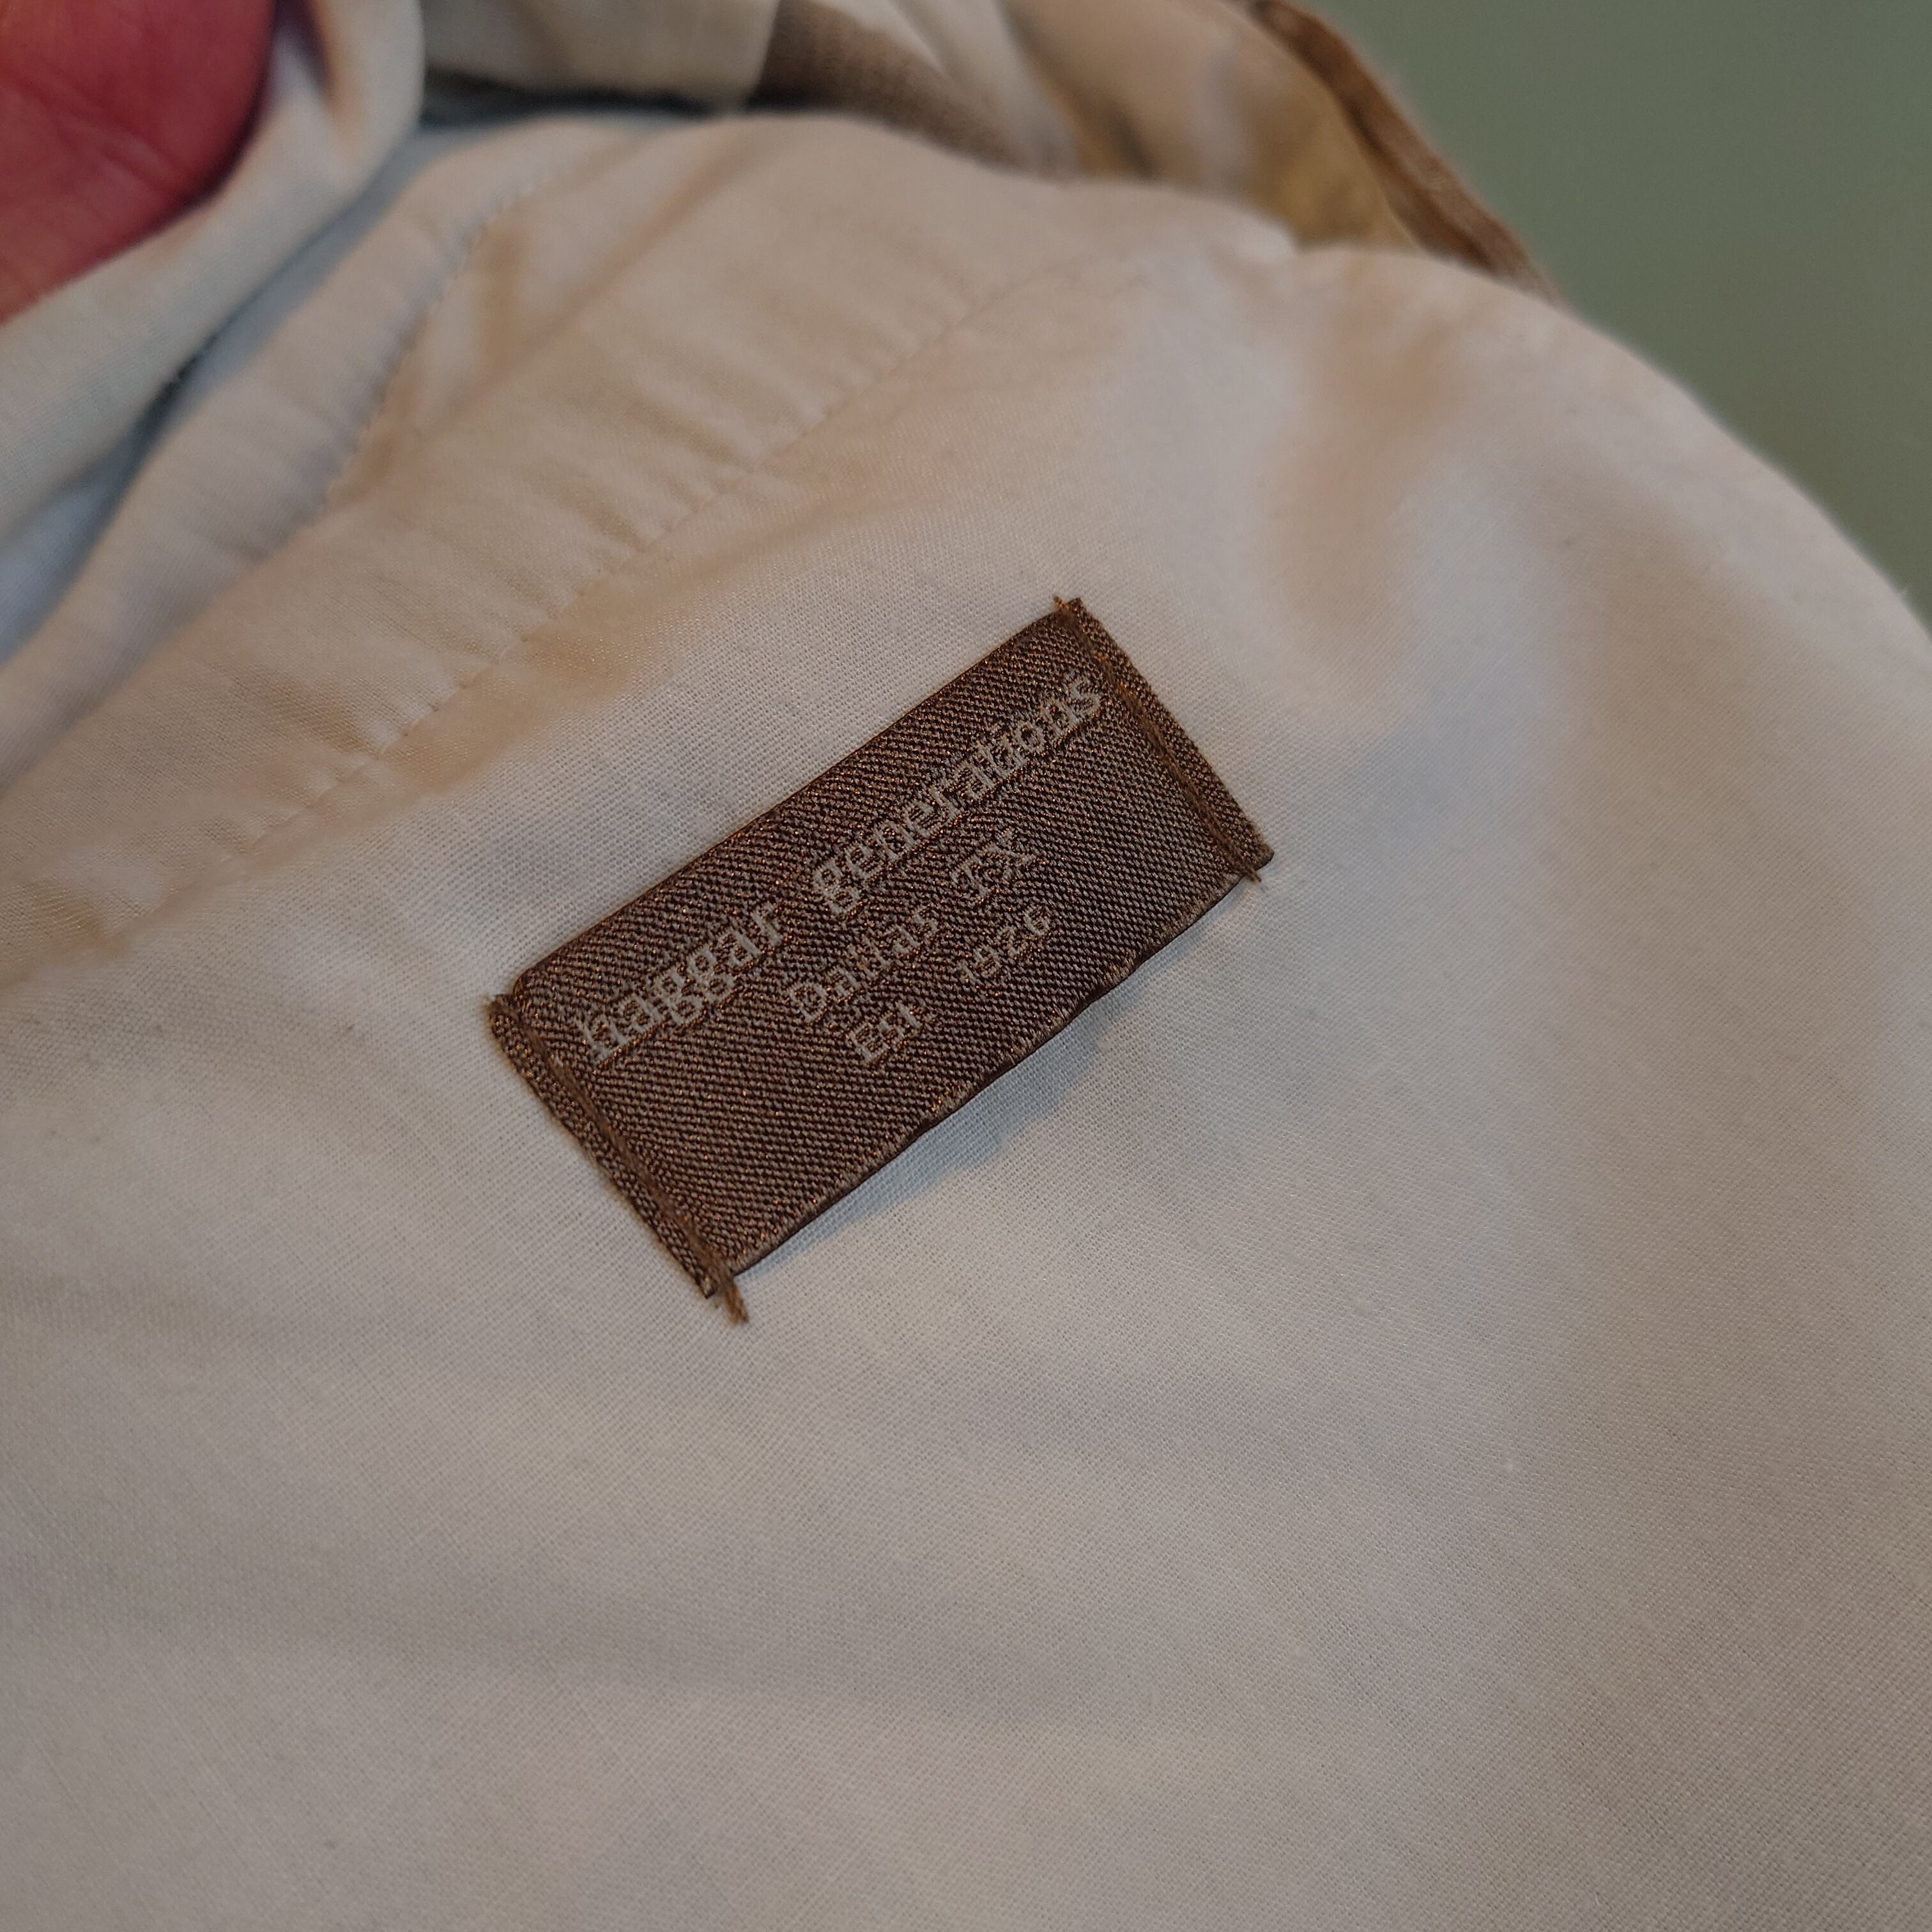 haggar generations
Dallas TX
Est 1926